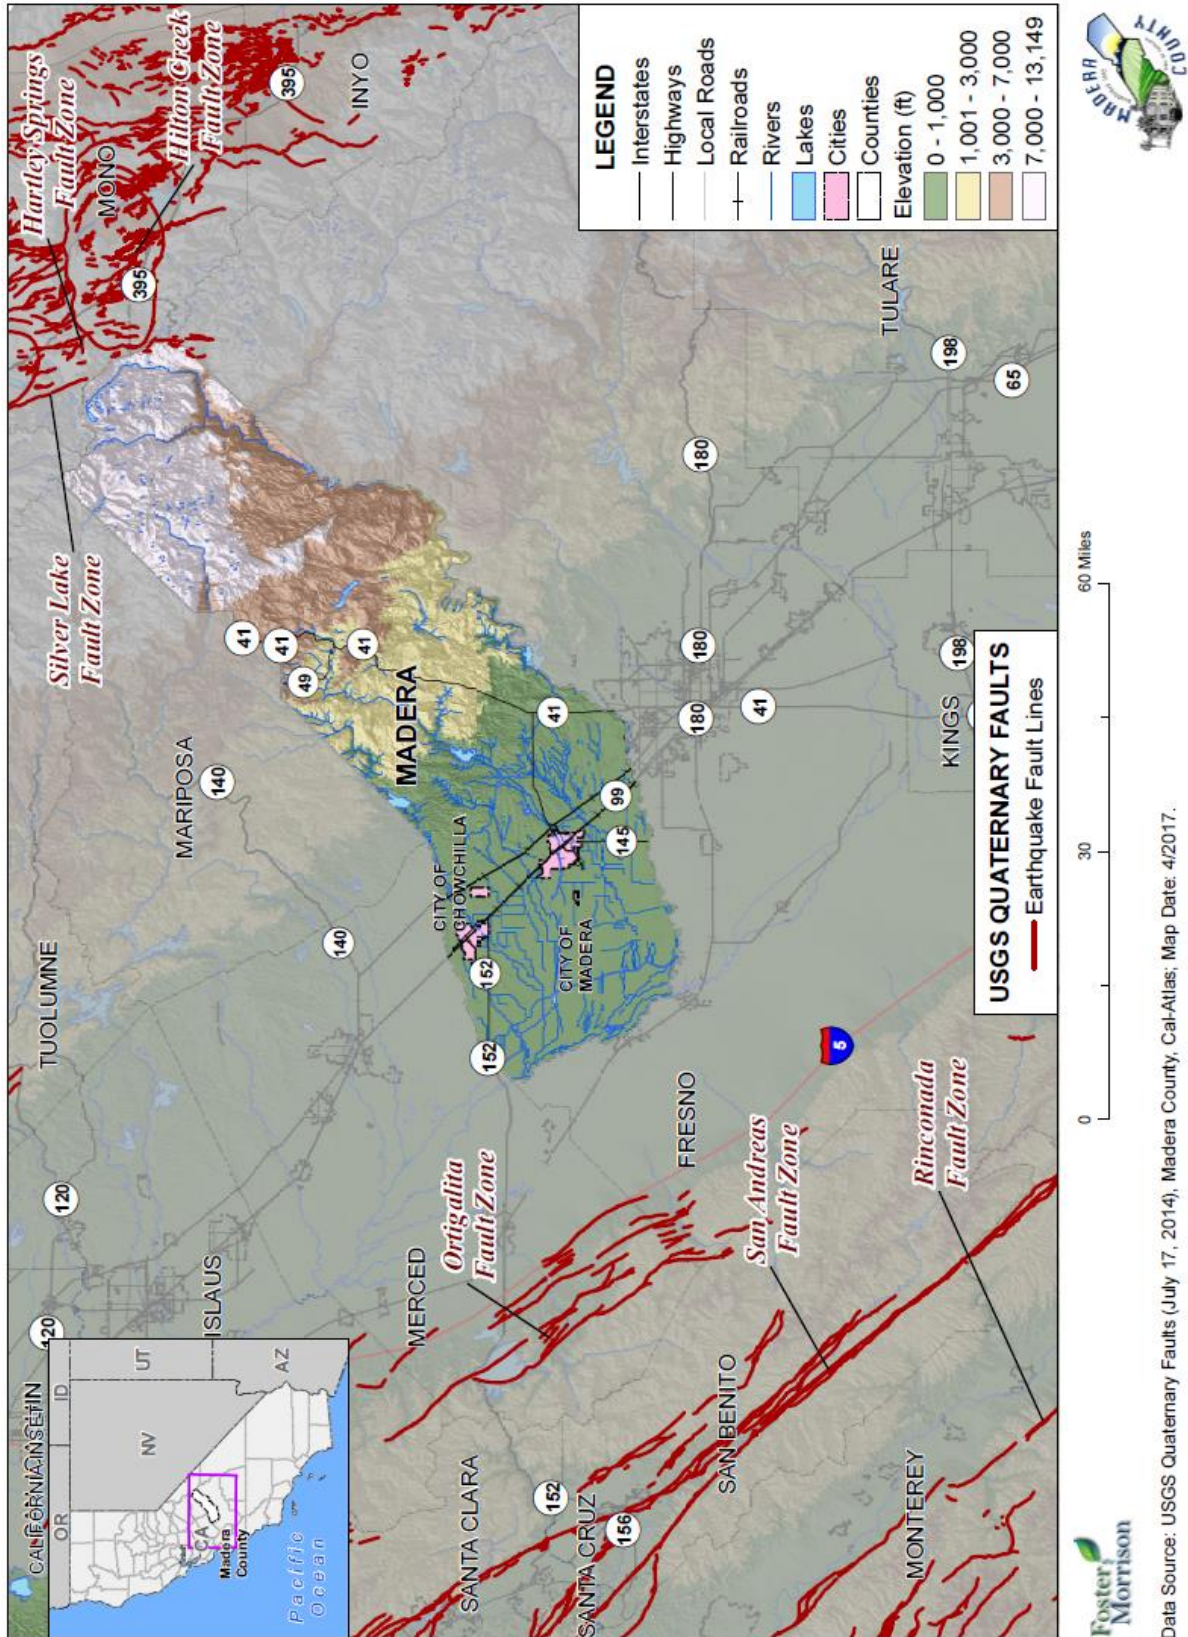 Hartley Springs
Fault Zone
MONO
Hilton Creek
Fault Zone
395
395
INYO
Silver Lake
Fault Zone
TUOLUMNE
MARIPOSA
140
140
120
120
41
41
41
49
MADERA
CITY OF
CHOWCHILLA
152
152
CITY OF
MADERA
41
99
145
180
180
180
41
TULARE
198
65
198
KINGS
5
FRESNO
ISLAUS
MERCED
Ortigalita
Fault Zone
San Andreas
Fault Zone
Rinconada
Fault Zone
SAN BENITO
SANTA CLARA
152
SANTA CRUZ
156
MONTEREY
CALIFORNIA INSET
OR
ID
NV
UT
CA
AZ
Madera
County
Pacific
Ocean
LEGEND
Interstates
Highways
Local Roads
Railroads
Rivers
Lakes
Cities
Counties
Elevation (ft)
0 - 1,000
1,001 - 3,000
3,000 - 7,000
7,000 - 13,149
USGS QUATERNARY FAULTS
Earthquake Fault Lines
0
30
60 Miles
MADERA
COUNTY
Foster
Morrison
Data Source: USGS Quaternary Faults (July 17, 2014), Madera County, Cal-Atlas; Map Date: 4/2017.